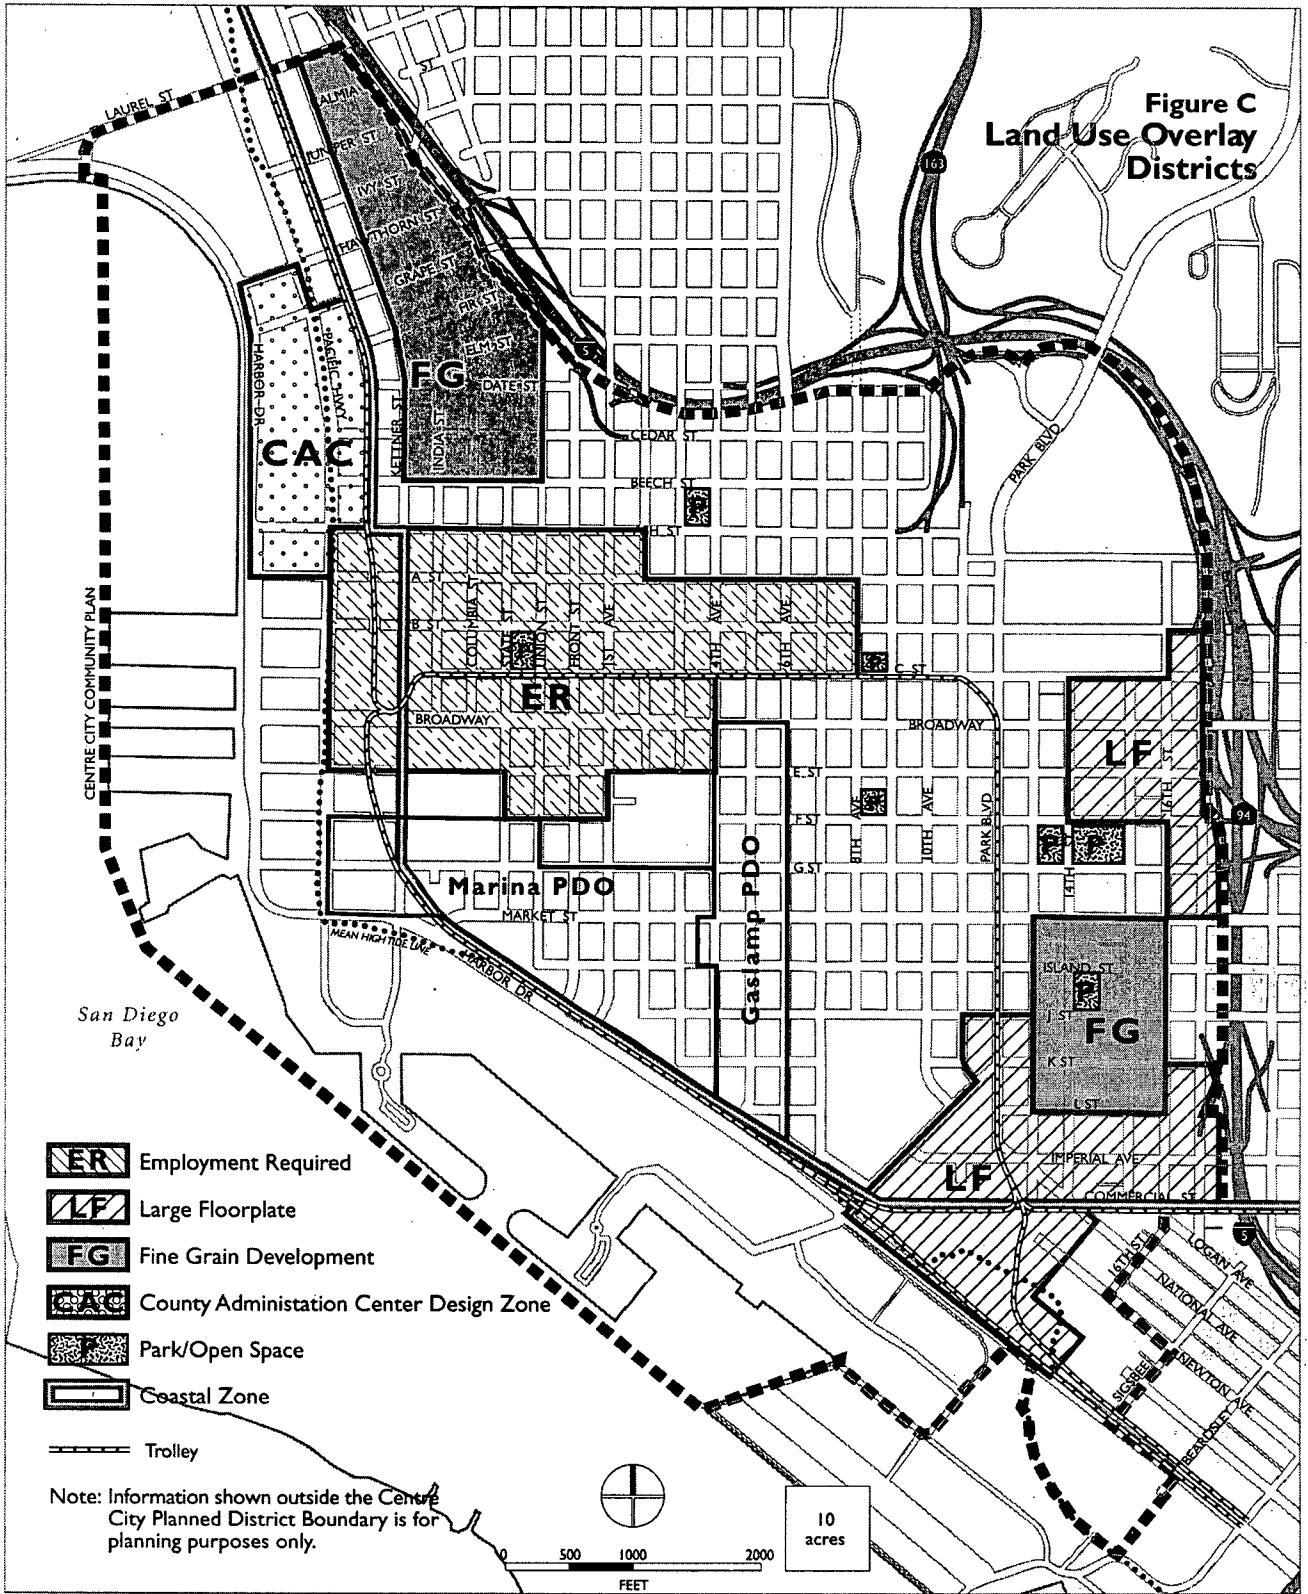 Figure C
Land Use Overlay
Districts
LAUREL ST
ST
163
JUNIPER ST
IVY ST
HAWTHORN ST
GRAPE ST
FIR ST
ELM ST
FG
DATE ST
5
HARBOR DR
PACIFIC HWY
KETTNER ST
INDIA ST
CAC
CEDAR ST
PARK BLVD
BEECH ST
P
A ST
B ST
COLUMBIA ST
STATE ST
UNION ST
FRONT ST
1ST AVE
4TH AVE
6TH AVE
C ST
ER
BROADWAY
BROADWAY
LF
16TH ST
CENTRE CITY COMMUNITY PLAN
E ST
F ST
8TH AVE
10TH AVE
PARK BLVD
94
P
P
G ST
14TH
Marina PDO
Gaslamp PDO
MARKET ST
MEAN HIGH TIDE LINE
HARBOR DR
ISLAND ST
P
J ST
FG
K ST
L ST
San Diego
Bay
IMPERIAL AVE
LF
COMMERCIAL ST
5
16TH ST
LOGAN AVE
NATIONAL AVE
NEWTON AVE
SIGSBEE
BEARDSLEY
ER Employment Required
LF Large Floorplate
FG Fine Grain Development
CAC County Administation Center Design Zone
P Park/Open Space
Coastal Zone
Trolley
Note: Information shown outside the Centre
City Planned District Boundary is for
planning purposes only.
10
acres
0 500 1000 2000
FEET